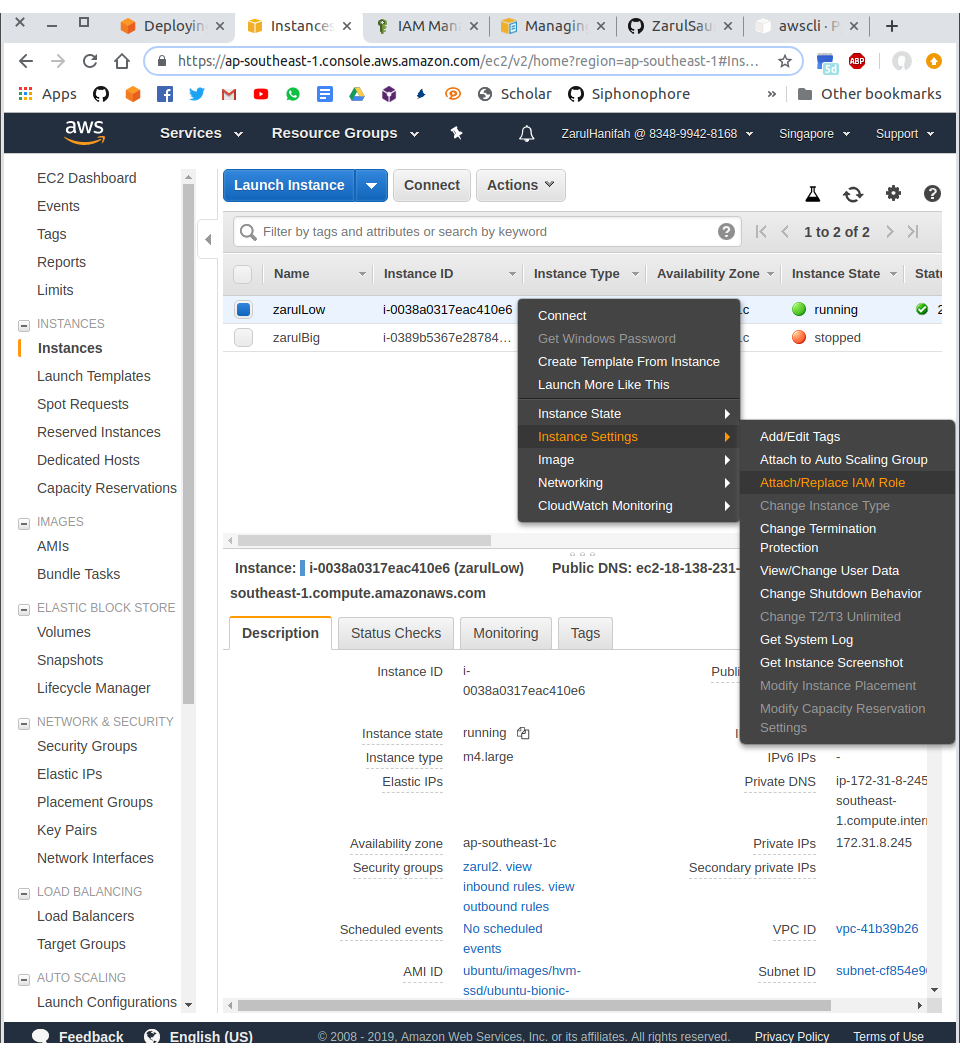 Deploying
Instances
IAM Man
Managing
ZarulSau
awscli · P
https://ap-southeast-1.console.aws.amazon.com/ec2/v2/home?region=ap-southeast-1#Ins...
5d
ABP
Apps
Scholar
Siphonophore
»
Other bookmarks
aws
Services
Resource Groups
ZarulHanifah @ 8348-9942-8168
Singapore
Support
EC2 Dashboard
Events
Tags
Reports
Limits
INSTANCES
Instances
Launch Templates
Spot Requests
Reserved Instances
Dedicated Hosts
Capacity Reservations
IMAGES
AMIs
Bundle Tasks
ELASTIC BLOCK STORE
Volumes
Snapshots
Lifecycle Manager
NETWORK & SECURITY
Security Groups
Elastic IPs
Placement Groups
Key Pairs
Network Interfaces
LOAD BALANCING
Load Balancers
Target Groups
AUTO SCALING
Launch Configurations
Launch Instance
Connect
Actions
Filter by tags and attributes or search by keyword
1 to 2 of 2
Name
Instance ID
Instance Type
Availability Zone
Instance State
Statu
zarulLow
i-0038a0317eac410e6
1c
running
2
zarulBig
i-0389b5367e28784...
1c
stopped
Connect
Get Windows Password
Create Template From Instance
Launch More Like This
Instance State
Instance Settings
Image
Networking
CloudWatch Monitoring
Add/Edit Tags
Attach to Auto Scaling Group
Attach/Replace IAM Role
Change Instance Type
Change Termination
Protection
View/Change User Data
Change Shutdown Behavior
Change T2/T3 Unlimited
Get System Log
Get Instance Screenshot
Modify Instance Placement
Modify Capacity Reservation
Settings
Instance: i-0038a0317eac410e6 (zarulLow) Public DNS: ec2-18-138-231-
southeast-1.compute.amazonaws.com
Description
Status Checks
Monitoring
Tags
Instance ID
i-
0038a0317eac410e6
Publi
Instance state
running
I
Instance type
m4.large
IPv6 IPs
-
Elastic IPs
Private DNS
ip-172-31-8-245
southeast-
1.compute.inter
Availability zone
ap-southeast-1c
Private IPs
172.31.8.245
Security groups
zarul2. view
inbound rules. view
outbound rules
Secondary private IPs
Scheduled events
No scheduled
events
VPC ID
vpc-41b39b26
AMI ID
ubuntu/images/hvm-
ssd/ubuntu-bionic-
Subnet ID
subnet-cf854e9
Feedback
English (US)
© 2008 - 2019, Amazon Web Services, Inc. or its affiliates. All rights reserved.
Privacy Policy
Terms of Use